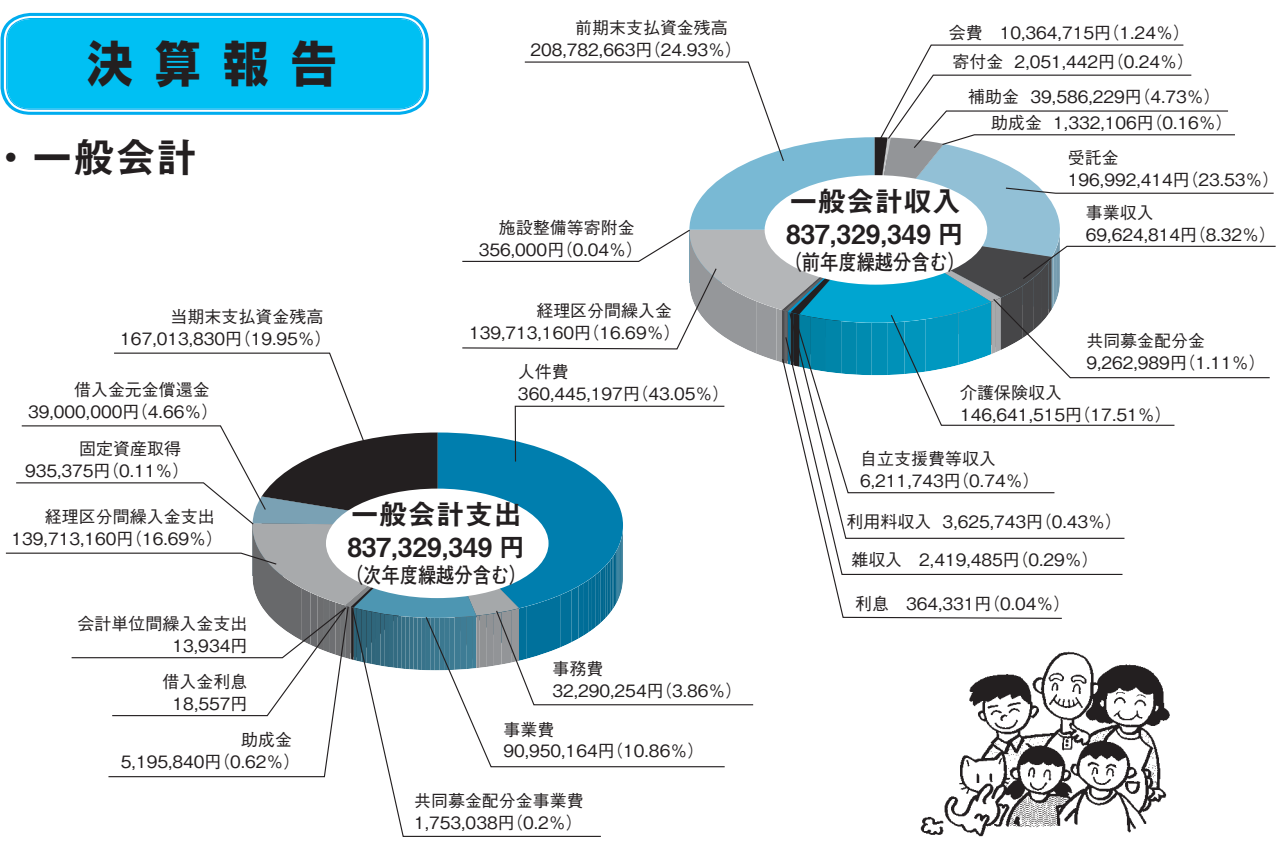 決算報告
・一般会計
前期末支払資金残高
208,782,663円(24.93%)
会費 10,364,715円(1.24%)
寄付金 2,051,442円(0.24%)
補助金 39,586,229円(4.73%)
助成金 1,332,106円(0.16%)
受託金
196,992,414円(23.53%)
事業収入
69,624,814円(8.32%)
一般会計収入
837,329,349 円
(前年度繰越分含む)
施設整備等寄附金
356,000円(0.04%)
経理区分間繰入金
139,713,160円(16.69%)
共同募金配分金
9,262,989円(1.11%)
介護保険収入
146,641,515円(17.51%)
自立支援費等収入
6,211,743円(0.74%)
利用料収入 3,625,743円(0.43%)
雑収入 2,419,485円(0.29%)
利息 364,331円(0.04%)
当期末支払資金残高
167,013,830円(19.95%)
人件費
360,445,197円(43.05%)
借入金元金償還金
39,000,000円(4.66%)
固定資産取得
935,375円(0.11%)
経理区分間繰入金支出
139,713,160円(16.69%)
一般会計支出
837,329,349 円
(次年度繰越分含む)
会計単位間繰入金支出
13,934円
借入金利息
18,557円
助成金
5,195,840円(0.62%)
事務費
32,290,254円(3.86%)
事業費
90,950,164円(10.86%)
共同募金配分金事業費
1,753,038円(0.2%)